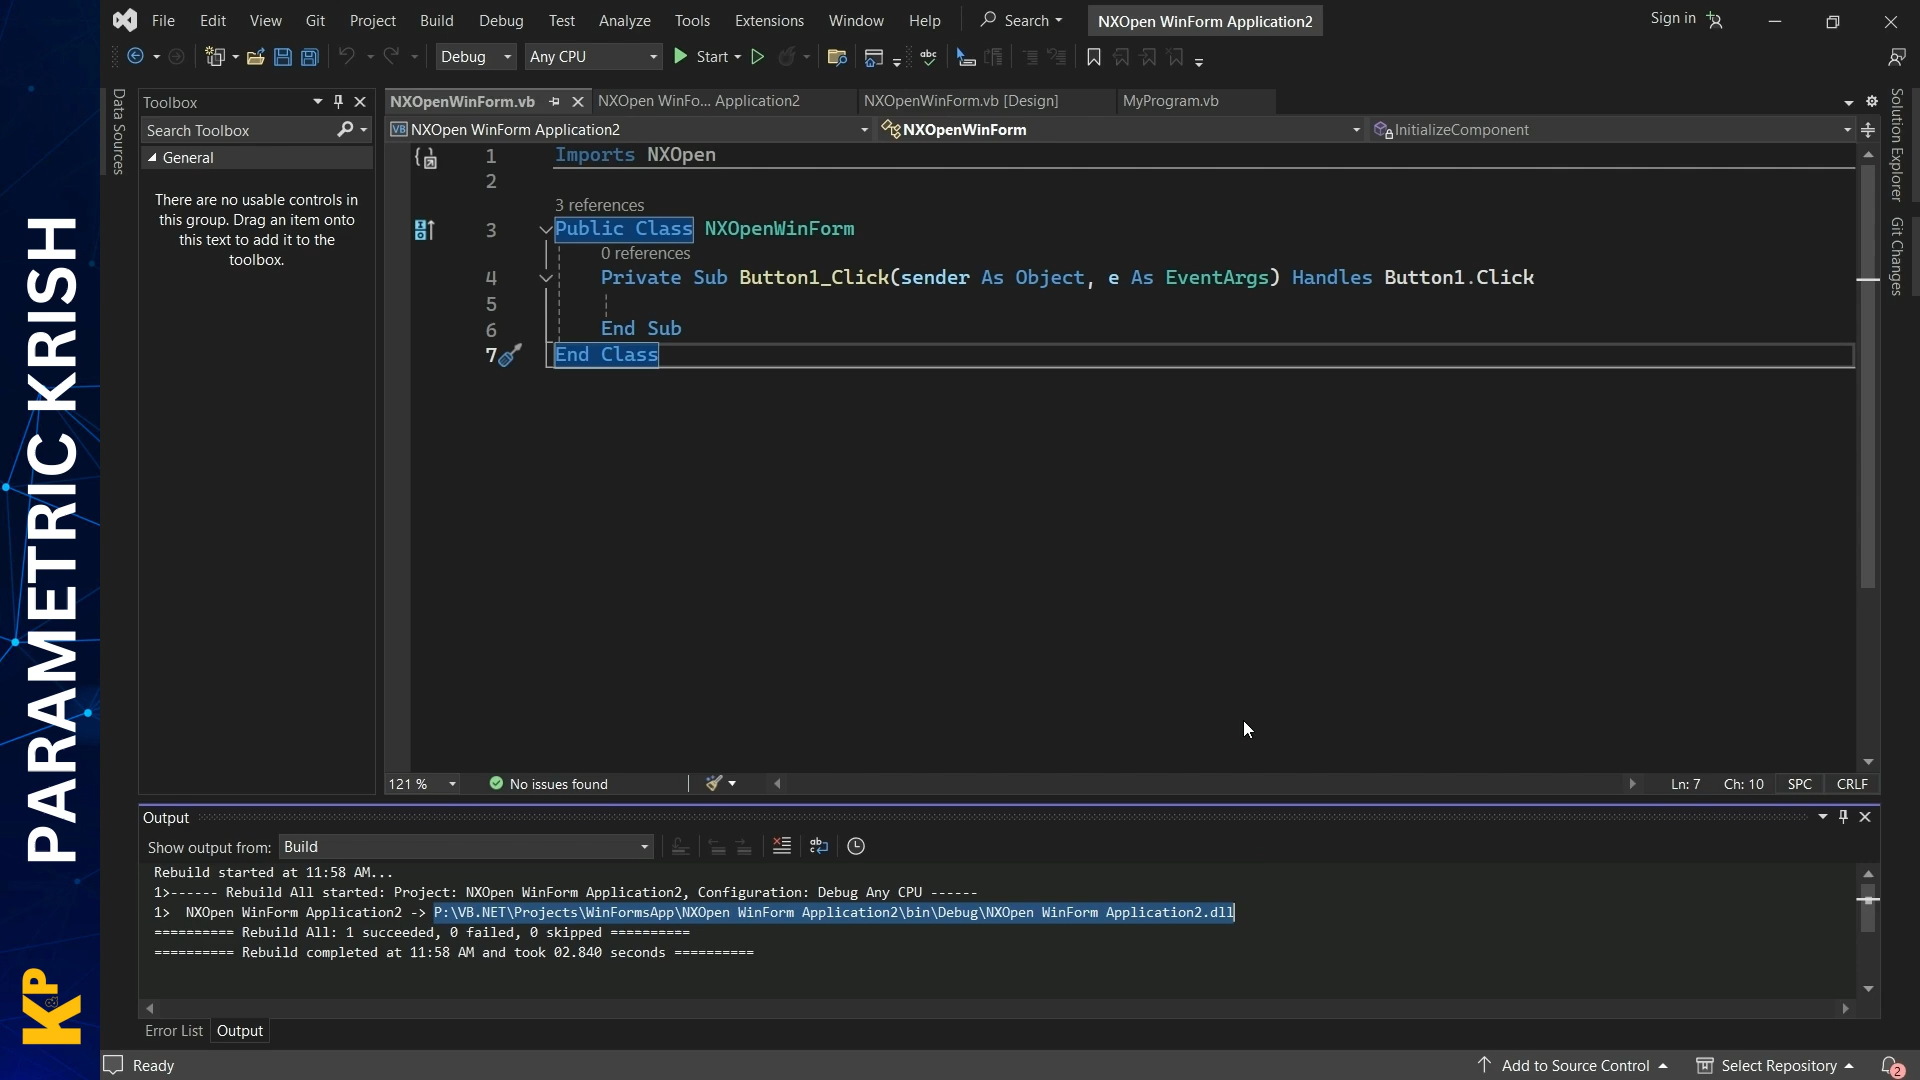 PARAMETRIC KRISH
KP
File Edit View Git Project Build Debug Test Analyze Tools Extensions Window Help Search NXOpen WinForm Application2 Sign in
Debug Any CPU Start
Data Sources
Toolbox
Search Toolbox
General
There are no usable controls in
this group. Drag an item onto
this text to add it to the
toolbox.
NXOpenWinForm.vb NXOpen WinFo... Application2 NXOpenWinForm.vb [Design] MyProgram.vb
VB NXOpen WinForm Application2 NXOpenWinForm InitializeComponent
1 Imports NXOpen
2
3 references
3 Public Class NXOpenWinForm
0 references
4 Private Sub Button1_Click(sender As Object, e As EventArgs) Handles Button1.Click
5
6 End Sub
7 End Class
Solution Explorer
Git Changes
121 % No issues found Ln: 7 Ch: 10 SPC CRLF
Output
Show output from: Build
Rebuild started at 11:58 AM...
1>------ Rebuild All started: Project: NXOpen WinForm Application2, Configuration: Debug Any CPU ------
1> NXOpen WinForm Application2 -> P:\VB.NET\Projects\WinFormsApp\NXOpen WinForm Application2\bin\Debug\NXOpen WinForm Application2.dll
========== Rebuild All: 1 succeeded, 0 failed, 0 skipped ==========
========== Rebuild completed at 11:58 AM and took 02.840 seconds ==========
Error List Output
Ready Add to Source Control Select Repository 2